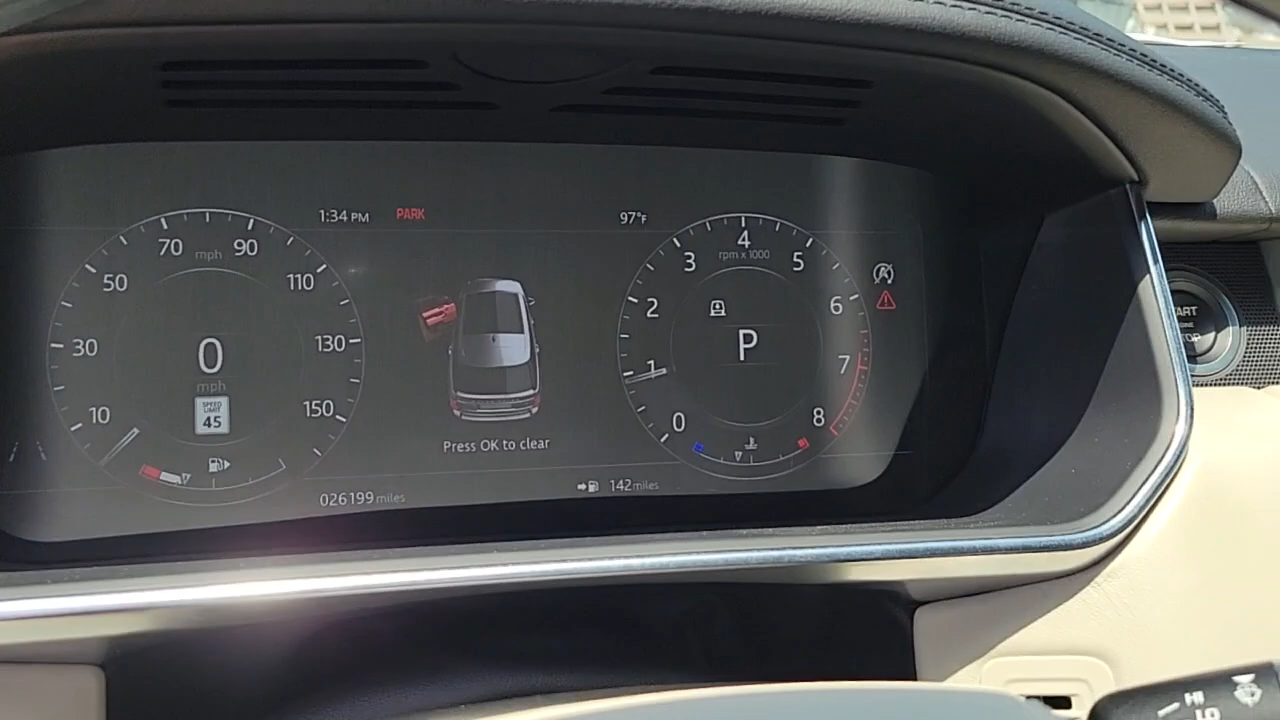 1:34 PM PARK
97°F
70 mph 90
50 110
30 130
10 150
0
mph
SPEED
LIMIT
45
Press OK to clear
026199 miles
142 miles
4
rpm x 1000
3 5
2 6
1 7
0 8
P
HI